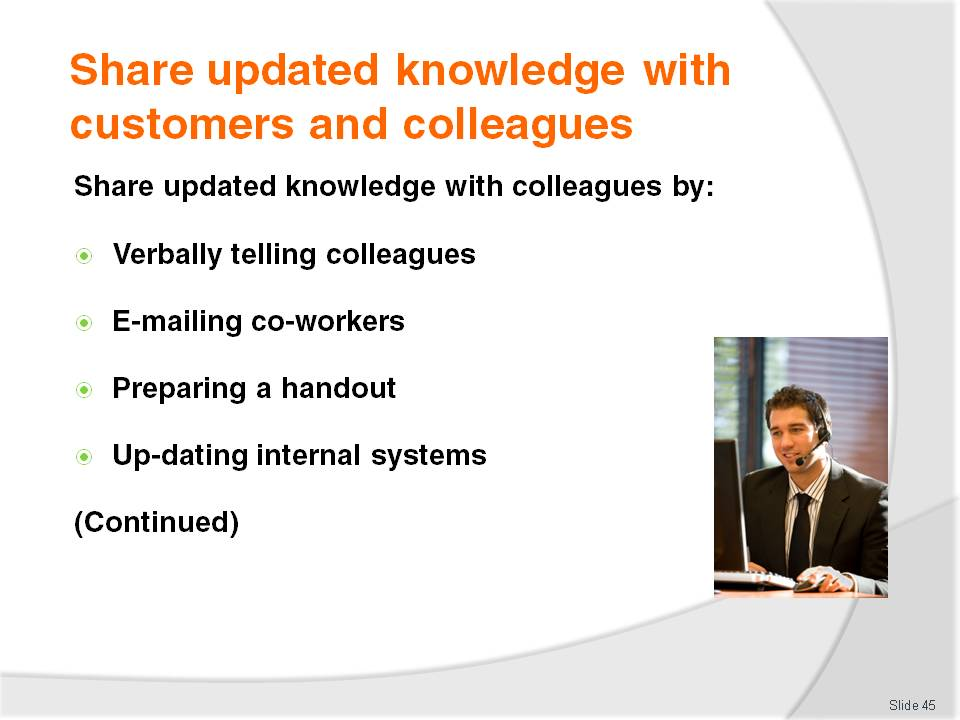 Share updated knowledge with
customers and colleagues
Share updated knowledge with colleagues by:
Verbally telling colleagues
E-mailing co-workers
Preparing a handout
Up-dating internal systems
(Continued)
Slide 45